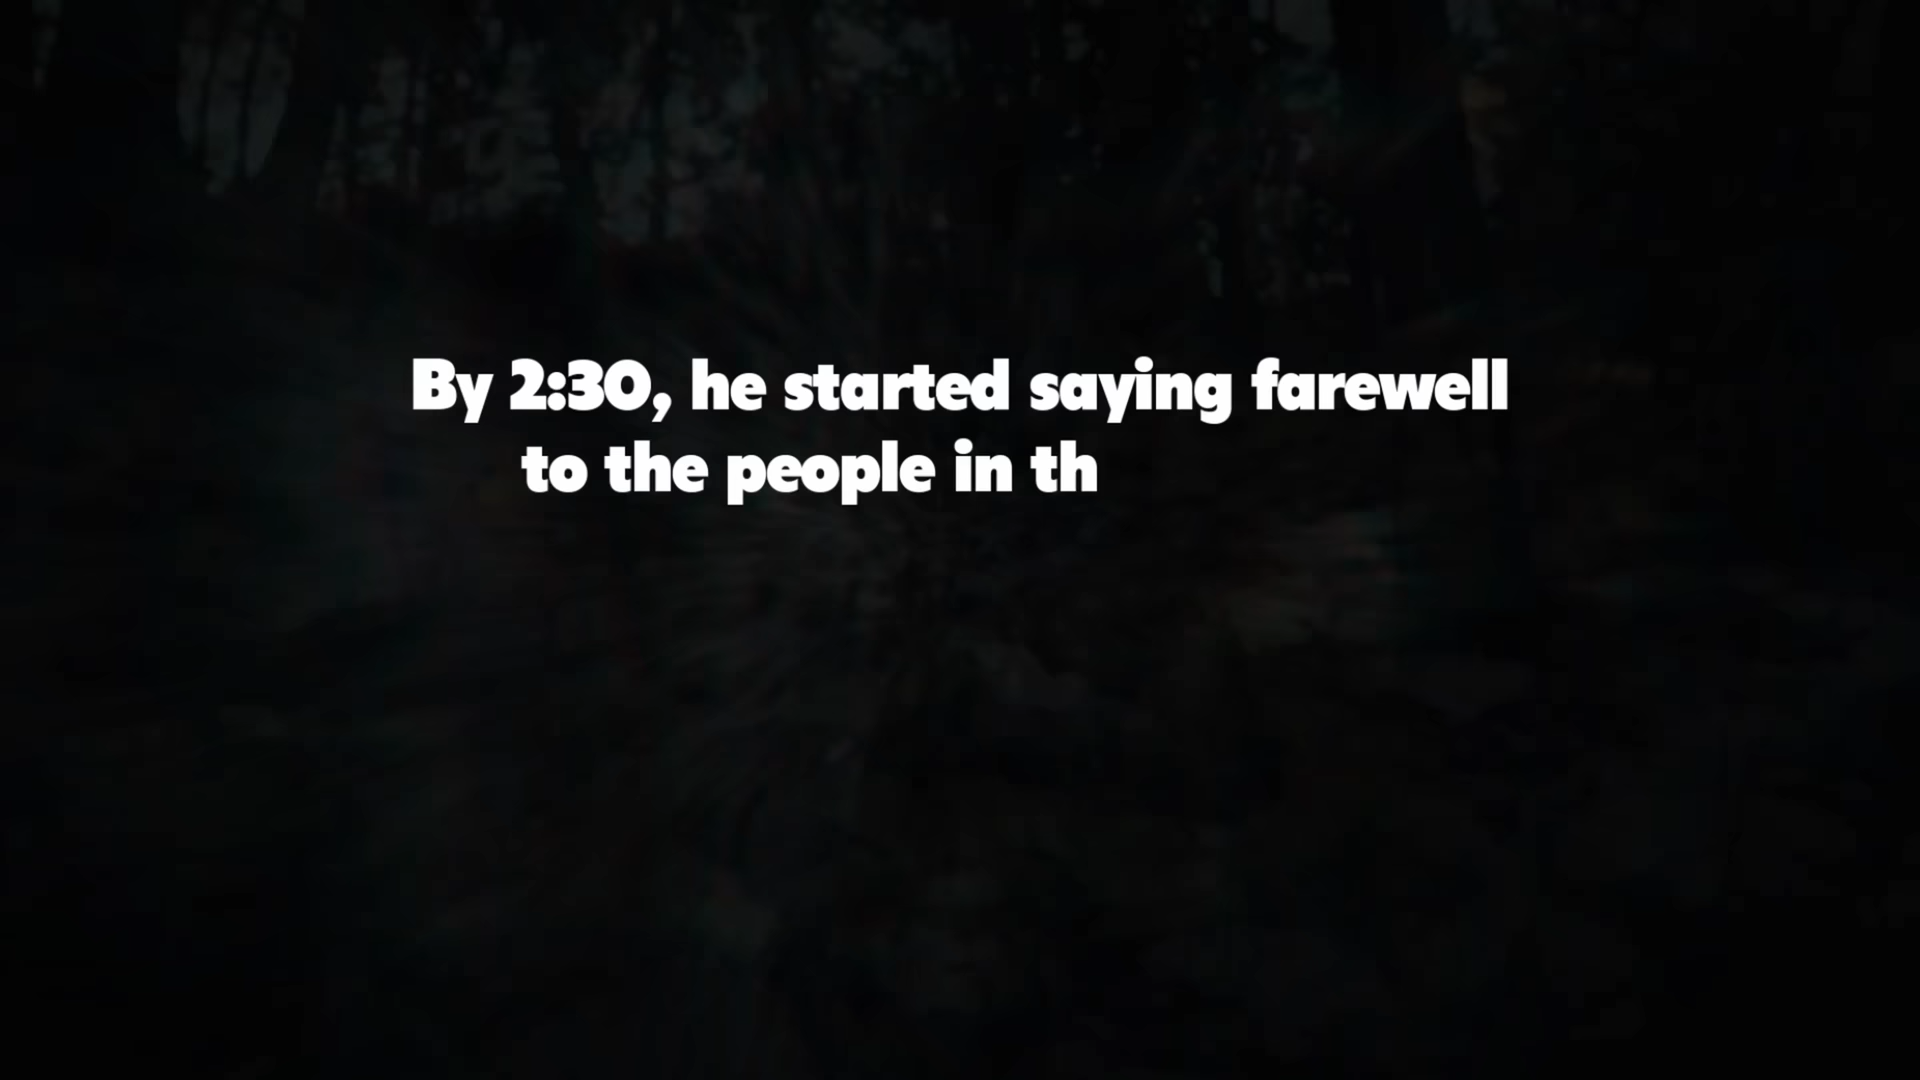 By 2:30, he started saying farewell
to the people in th